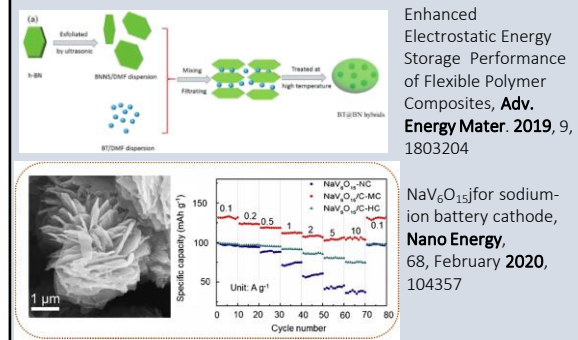 (a)
Exfoliated
by ultrasonic
h-BN
BNNS/DMF dispersion
BT/DMF dispersion
Mixing
Filtrating
Treated at
high temperature
BT@BN hybrids
Enhanced
Electrostatic Energy
Storage Performance
of Flexible Polymer
Composites, Adv.
Energy Mater. 2019, 9,
1803204
1 μm
Specific capacity (mAh g⁻¹)
150
100
50
NaV₆O₁₅-NC
NaV₆O₁₅/C-MC
NaV₆O₁₅/C-HC
0.1
0.2
0.5
1
2
5
10
0.1
Unit: A g⁻¹
0 10 20 30 40 50 60 70 80
Cycle number
NaV₆O₁₅jfor sodium-
ion battery cathode,
Nano Energy,
68, February 2020,
104357